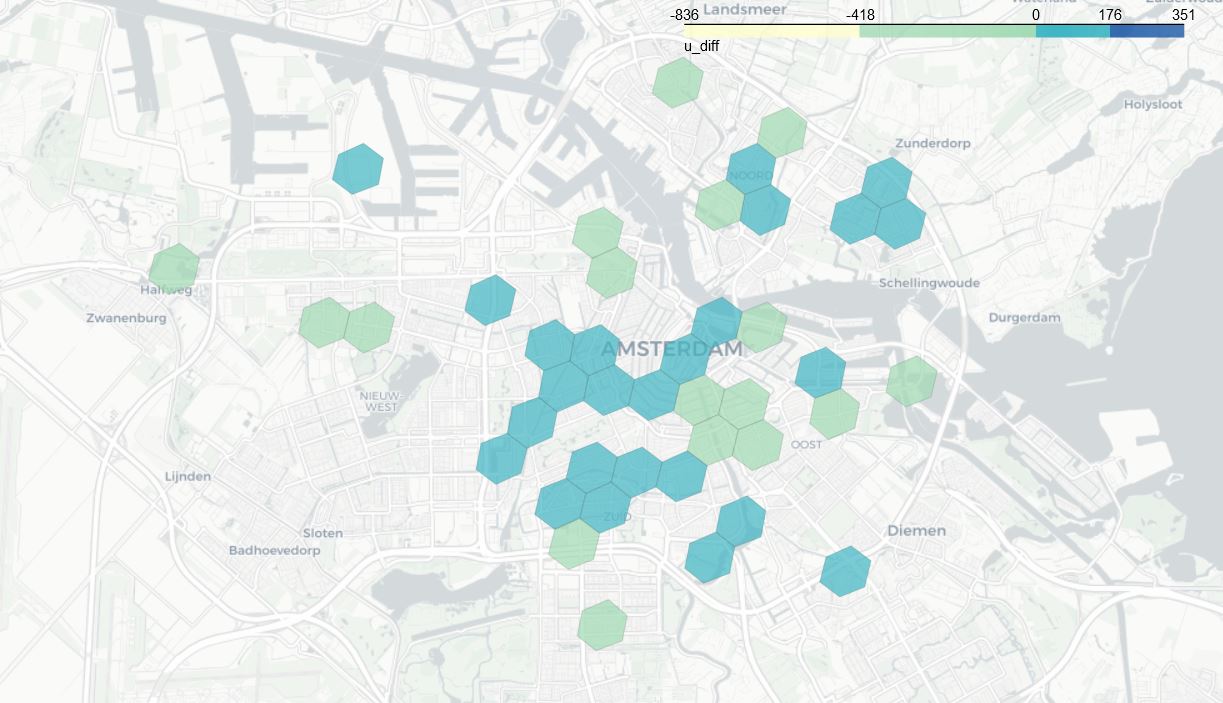 -836 -418 0 176 351
Landsmeer
u_diff
Holysloot
Zunderdorp
NOORD
Schellingwoude
Halfweg
Zwanenburg
Durgerdam
AMSTERDAM
NIEUW-
WEST
OOST
Lijnden
ZUID
Sloten
Diemen
Badhoevedorp